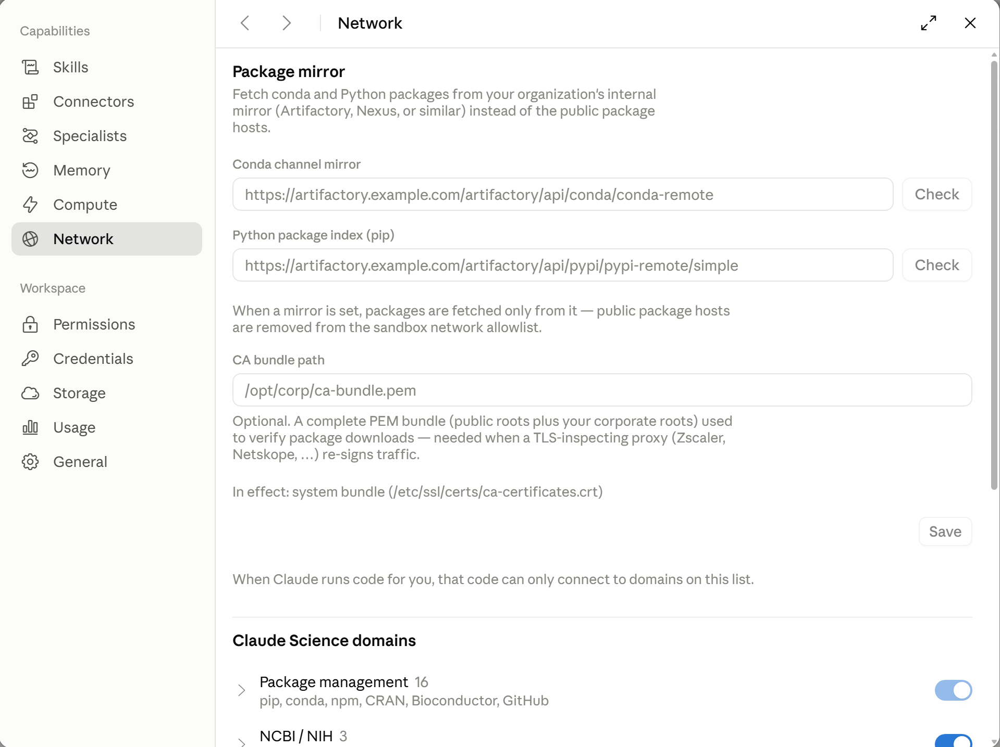 Capabilities
Skills
Connectors
Specialists
Memory
Compute
Network
Workspace
Permissions
Credentials
Storage
Usage
General
Network
Package mirror
Fetch conda and Python packages from your organization's internal
mirror (Artifactory, Nexus, or similar) instead of the public package
hosts.
Conda channel mirror
https://artifactory.example.com/artifactory/api/conda/conda-remote
Check
Python package index (pip)
https://artifactory.example.com/artifactory/api/pypi/pypi-remote/simple
Check
When a mirror is set, packages are fetched only from it — public package hosts
are removed from the sandbox network allowlist.
CA bundle path
/opt/corp/ca-bundle.pem
Optional. A complete PEM bundle (public roots plus your corporate roots) used
to verify package downloads — needed when a TLS-inspecting proxy (Zscaler,
Netskope, …) re-signs traffic.
In effect: system bundle (/etc/ssl/certs/ca-certificates.crt)
Save
When Claude runs code for you, that code can only connect to domains on this list.
Claude Science domains
Package management 16
pip, conda, npm, CRAN, Bioconductor, GitHub
NCBI / NIH 3